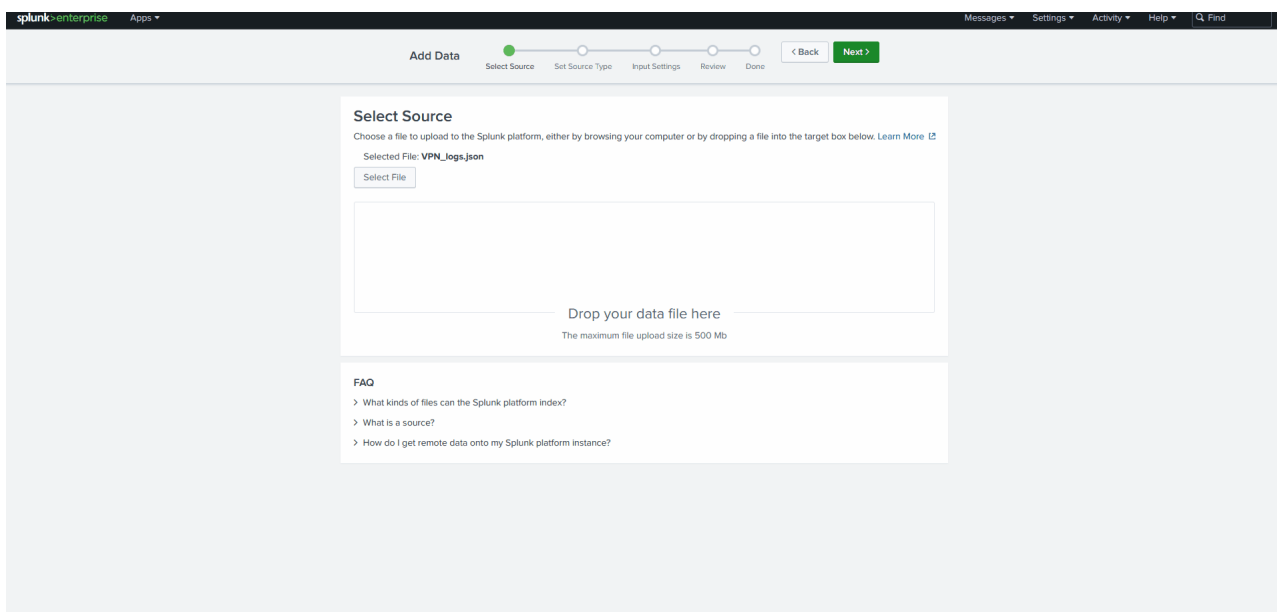 splunk>enterprise Apps Messages Settings Activity Help Find
Add Data Select Source Set Source Type Input Settings Review Done < Back Next >
Select Source
Choose a file to upload to the Splunk platform, either by browsing your computer or by dropping a file into the target box below. Learn More
Selected File: VPN_logs.json
Select File
Drop your data file here
The maximum file upload size is 500 Mb
FAQ
> What kinds of files can the Splunk platform index?
> What is a source?
> How do I get remote data onto my Splunk platform instance?